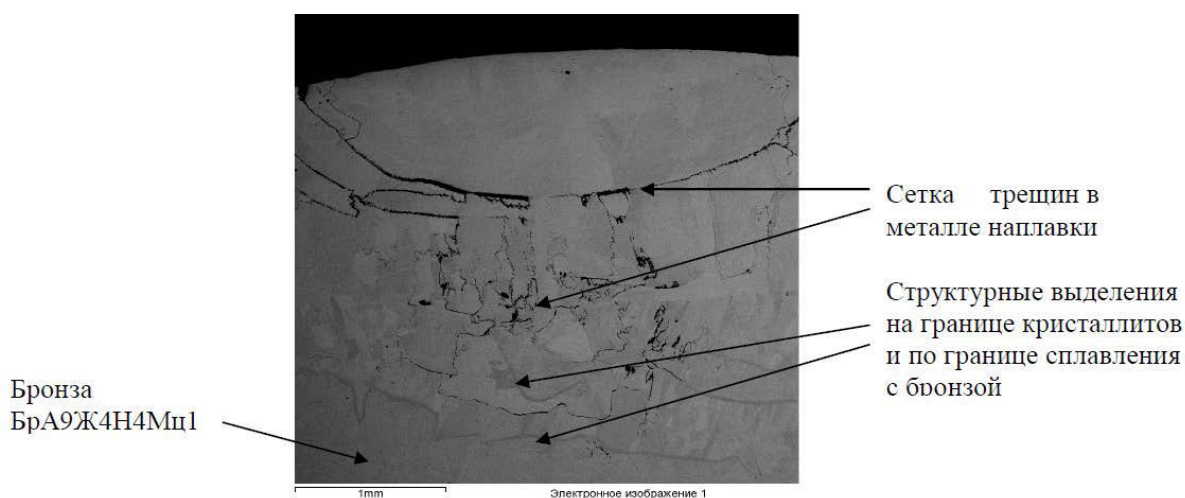 Сетка трещин в
металле наплавки
Структурные выделения
на границе кристаллитов
и по границе сплавления
с бронзой
Бронза
БрА9Ж4Н4Мц1
1mm
Электронное изображение 1